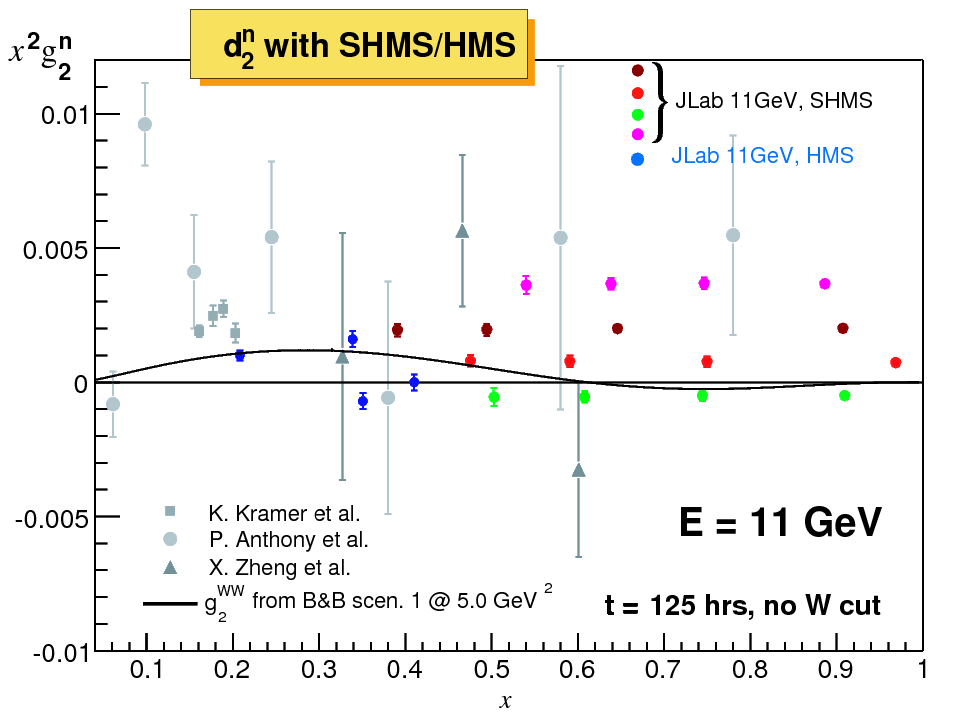 d₂ⁿ with SHMS/HMS
x²g₂ⁿ
JLab 11GeV, SHMS
JLab 11GeV, HMS
0.01
0.005
0
-0.005
-0.01
K. Kramer et al.
P. Anthony et al.
X. Zheng et al.
g₂ᵂᵂ from B&B scen. 1 @ 5.0 GeV ²
E = 11 GeV
t = 125 hrs, no W cut
0.1 0.2 0.3 0.4 0.5 0.6 0.7 0.8 0.9 1
x